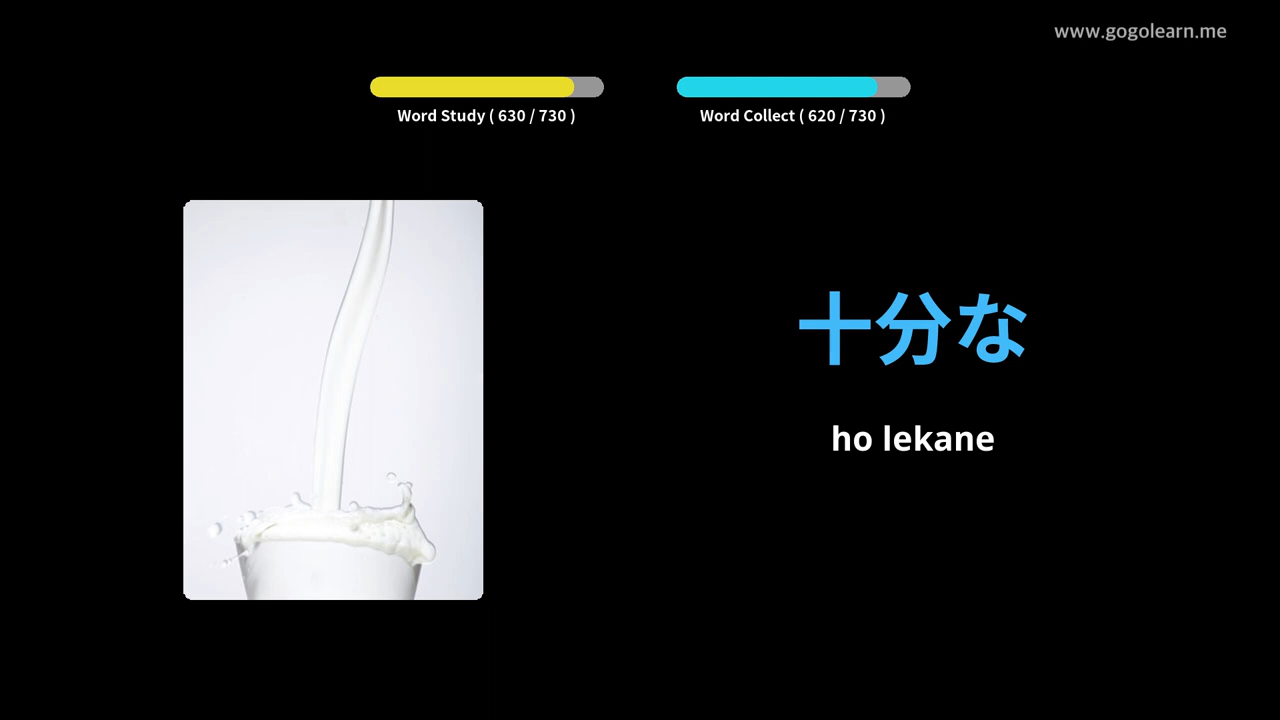 www.gogolearn.me
Word Study ( 630 / 730 )
Word Collect ( 620 / 730 )
十分な
ho lekane